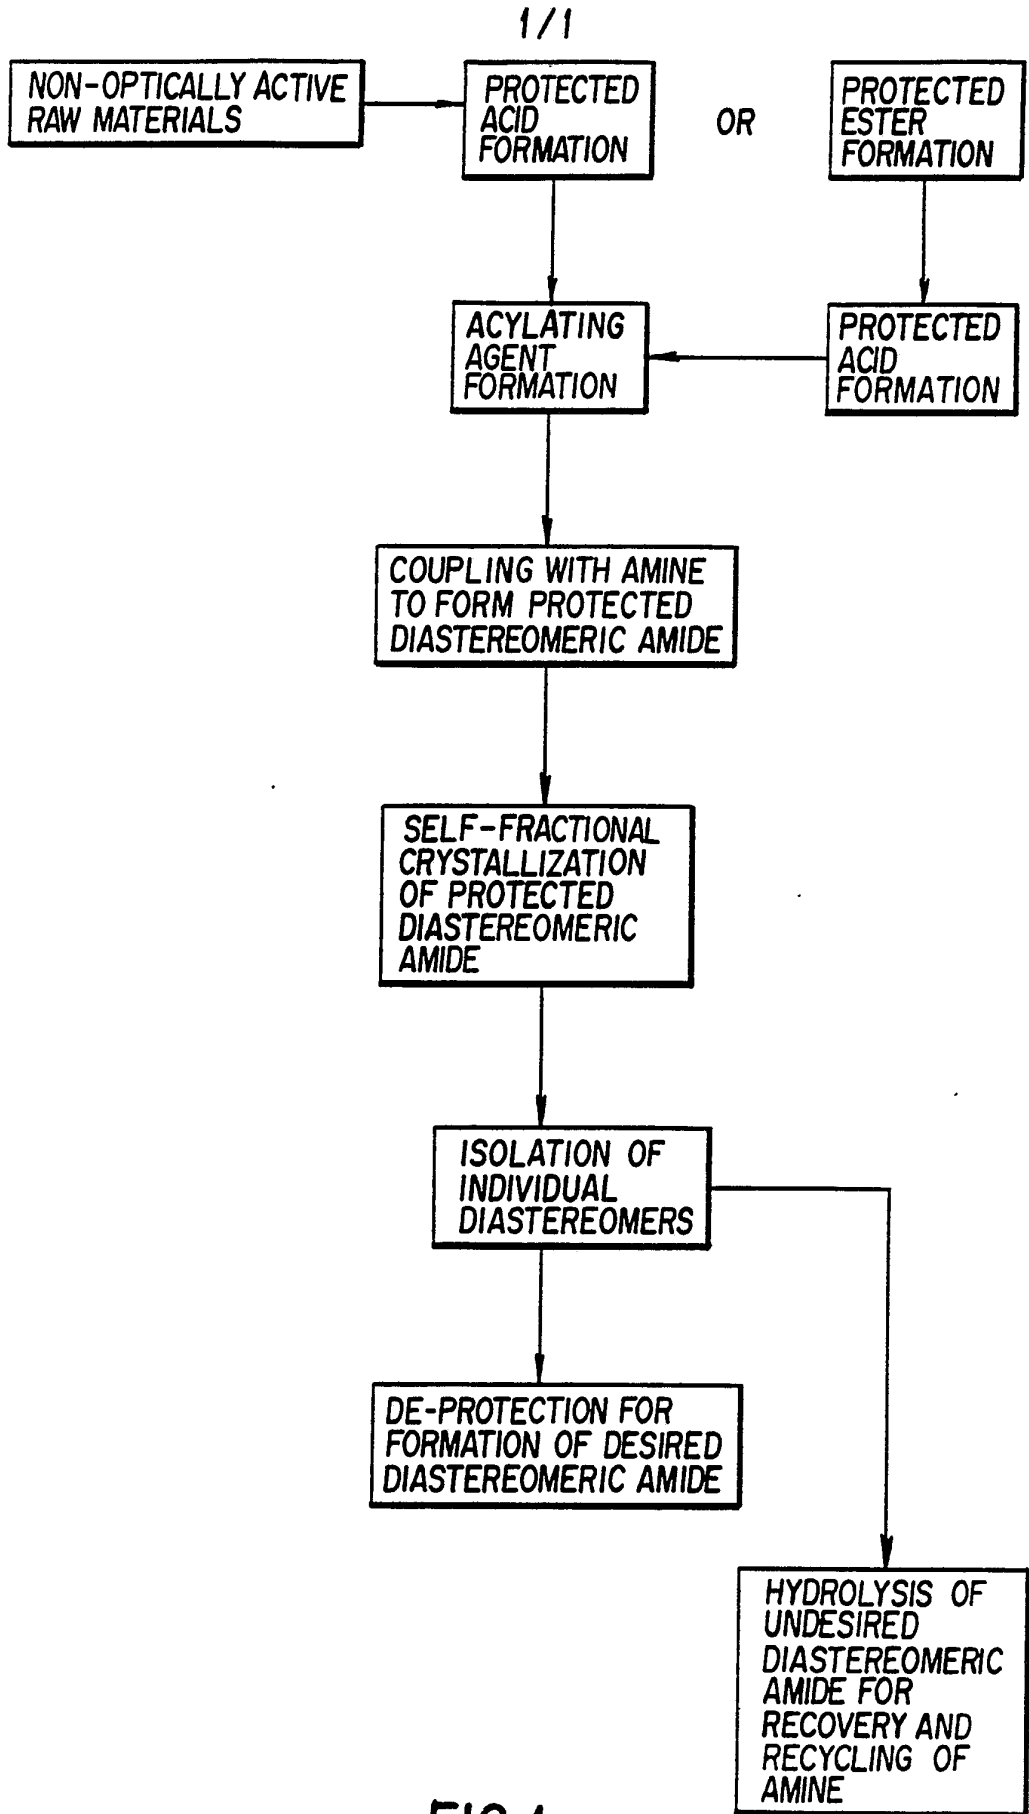 1/1
NON-OPTICALLY ACTIVE
RAW MATERIALS
PROTECTED
ACID
FORMATION
OR
PROTECTED
ESTER
FORMATION
ACYLATING
AGENT
FORMATION
PROTECTED
ACID
FORMATION
COUPLING WITH AMINE
TO FORM PROTECTED
DIASTEREOMERIC AMIDE
SELF-FRACTIONAL
CRYSTALLIZATION
OF PROTECTED
DIASTEREOMERIC
AMIDE
ISOLATION OF
INDIVIDUAL
DIASTEREOMERS
DE-PROTECTION FOR
FORMATION OF DESIRED
DIASTEREOMERIC AMIDE
HYDROLYSIS OF
UNDESIRED
DIASTEREOMERIC
AMIDE FOR
RECOVERY AND
RECYCLING OF
AMINE